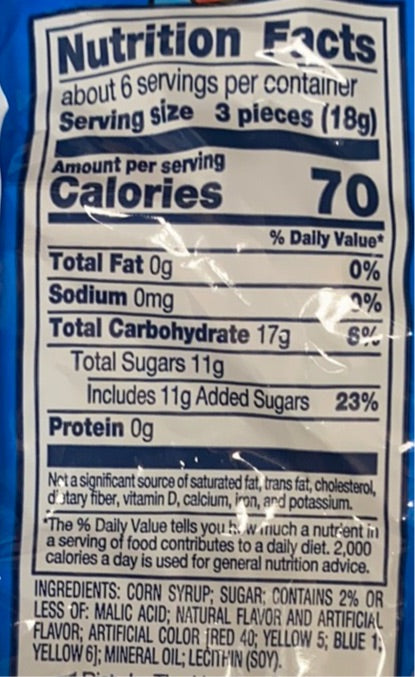 Nutrition Facts
about 6 servings per container
Serving size 3 pieces (18g)
Amount per serving
Calories 70
% Daily Value*
Total Fat 0g 0%
Sodium 0mg 0%
Total Carbohydrate 17g 6%
Total Sugars 11g
Includes 11g Added Sugars 23%
Protein 0g
Not a significant source of saturated fat, trans fat, cholesterol,
dietary fiber, vitamin D, calcium, iron, and potassium.
*The % Daily Value tells you how much a nutrient in
a serving of food contributes to a daily diet. 2,000
calories a day is used for general nutrition advice.
INGREDIENTS: CORN SYRUP; SUGAR; CONTAINS 2% OR
LESS OF: MALIC ACID; NATURAL FLAVOR AND ARTIFICIAL
FLAVOR; ARTIFICIAL COLOR [RED 40; YELLOW 5; BLUE 1;
YELLOW 6]; MINERAL OIL; LECITHIN (SOY).